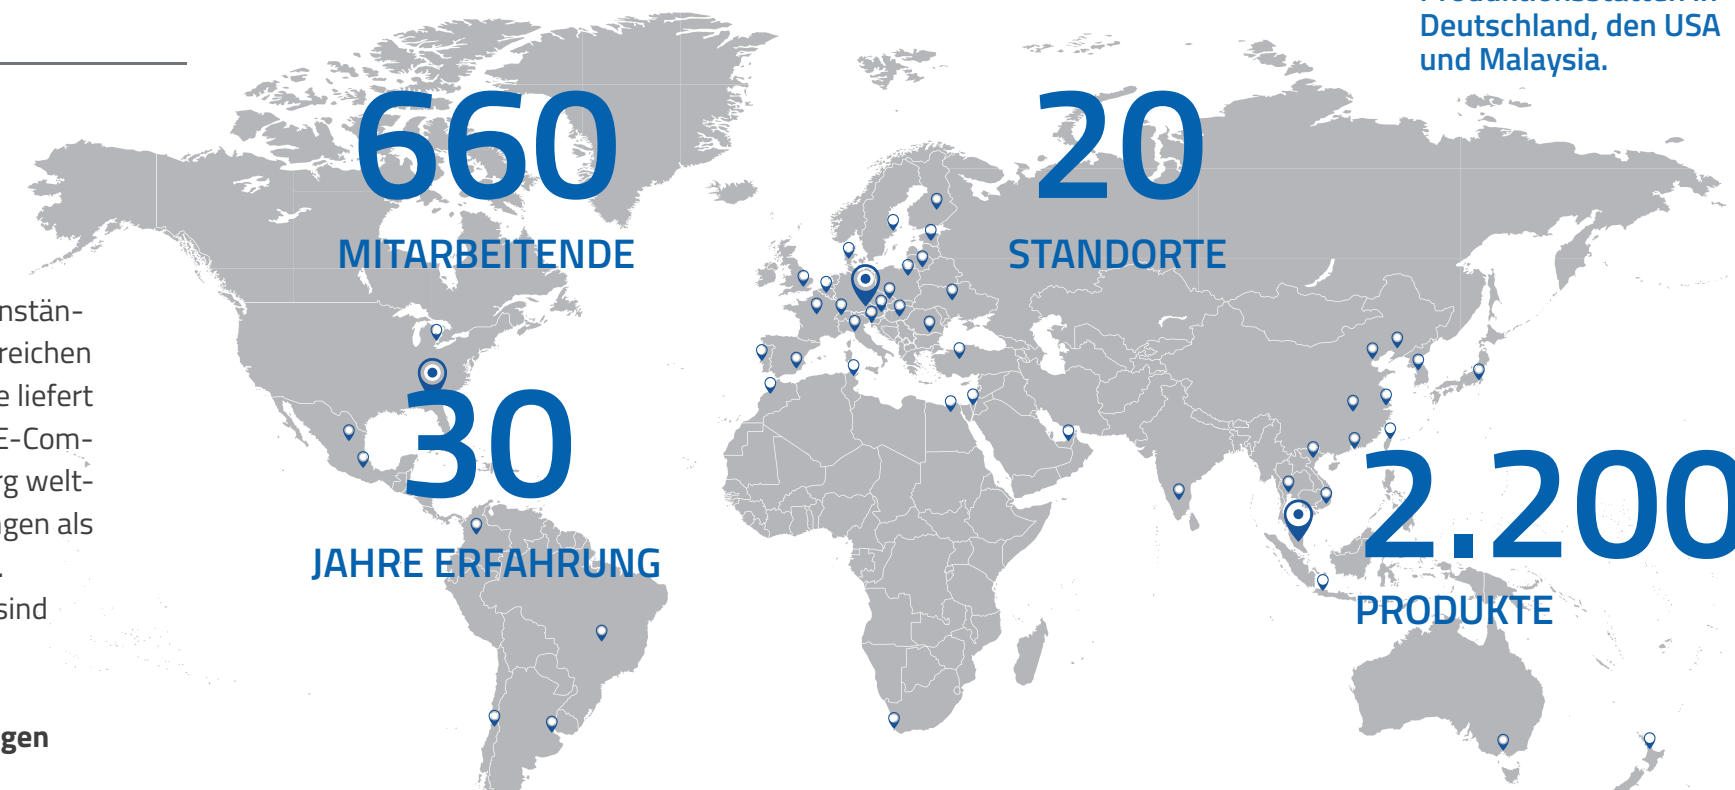 Deutschland, den USA
und Malaysia.
660
MITARBEITENDE
20
STANDORTE
30
JAHRE ERFAHRUNG
2.200
PRODUKTE
nstän-
reichen
e liefert
E-Com-
rg welt-
ngen als
.
sind
gen